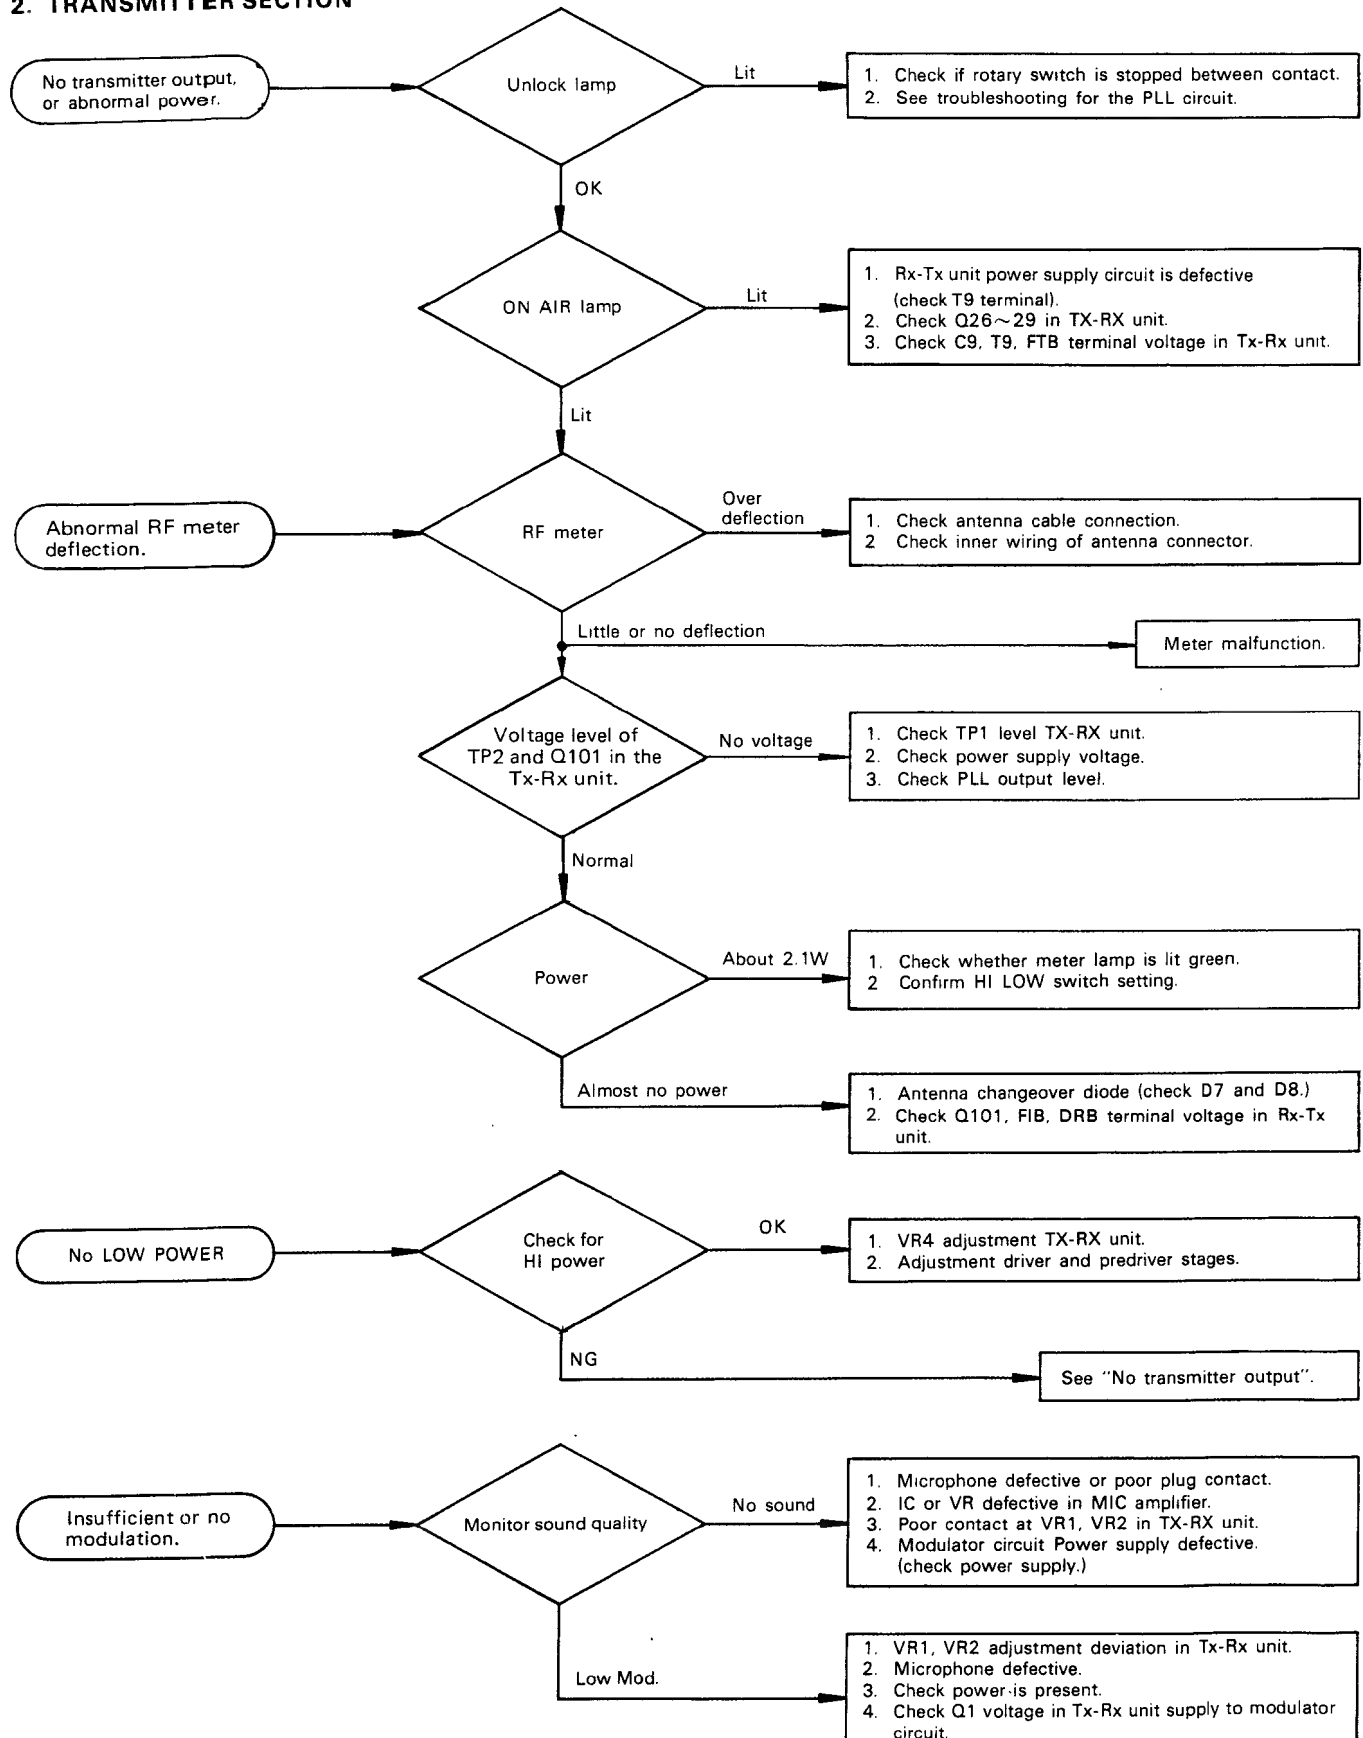 2. TRANSMITTER SECTION
No transmitter output,
or abnormal power.
Unlock lamp
Lit
1. Check if rotary switch is stopped between contact.
2. See troubleshooting for the PLL circuit.
OK
ON AIR lamp
Lit
1. Rx-Tx unit power supply circuit is defective
(check T9 terminal).
2. Check Q26~29 in TX-RX unit.
3. Check C9, T9, FTB terminal voltage in Tx-Rx unit.
Lit
Abnormal RF meter
deflection.
RF meter
Over
deflection
1. Check antenna cable connection.
2 Check inner wiring of antenna connector.
Little or no deflection
Meter malfunction.
Voltage level of
TP2 and Q101 in the
Tx-Rx unit.
No voltage
1. Check TP1 level TX-RX unit.
2. Check power supply voltage.
3. Check PLL output level.
Normal
Power
About 2.1W
1. Check whether meter lamp is lit green.
2 Confirm HI LOW switch setting.
Almost no power
1. Antenna changeover diode (check D7 and D8.)
2. Check Q101, FIB, DRB terminal voltage in Rx-Tx
unit.
No LOW POWER
Check for
HI power
OK
1. VR4 adjustment TX-RX unit.
2. Adjustment driver and predriver stages.
NG
See "No transmitter output".
Insufficient or no
modulation.
Monitor sound quality
No sound
1. Microphone defective or poor plug contact.
2. IC or VR defective in MIC amplifier.
3. Poor contact at VR1, VR2 in TX-RX unit.
4. Modulator circuit Power supply defective.
(check power supply.)
Low Mod.
1. VR1, VR2 adjustment deviation in Tx-Rx unit.
2. Microphone defective.
3. Check power is present.
4. Check Q1 voltage in Tx-Rx unit supply to modulator
circuit.